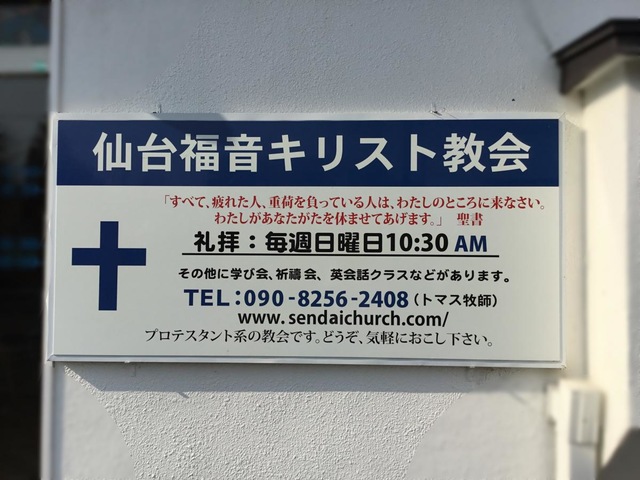 仙台福音キリスト教会
「すべて、疲れた人、重荷を負っている人は、わたしのところに来なさい。
わたしがあなたがたを休ませてあげます。」 聖書
礼拝：毎週日曜日10:30 AM
その他に学び会、祈禱会、英会話クラスなどがあります。
TEL：090-8256-2408（トマス牧師）
www.sendaichurch.com/
プロテスタント系の教会です。どうぞ、気軽におこし下さい。